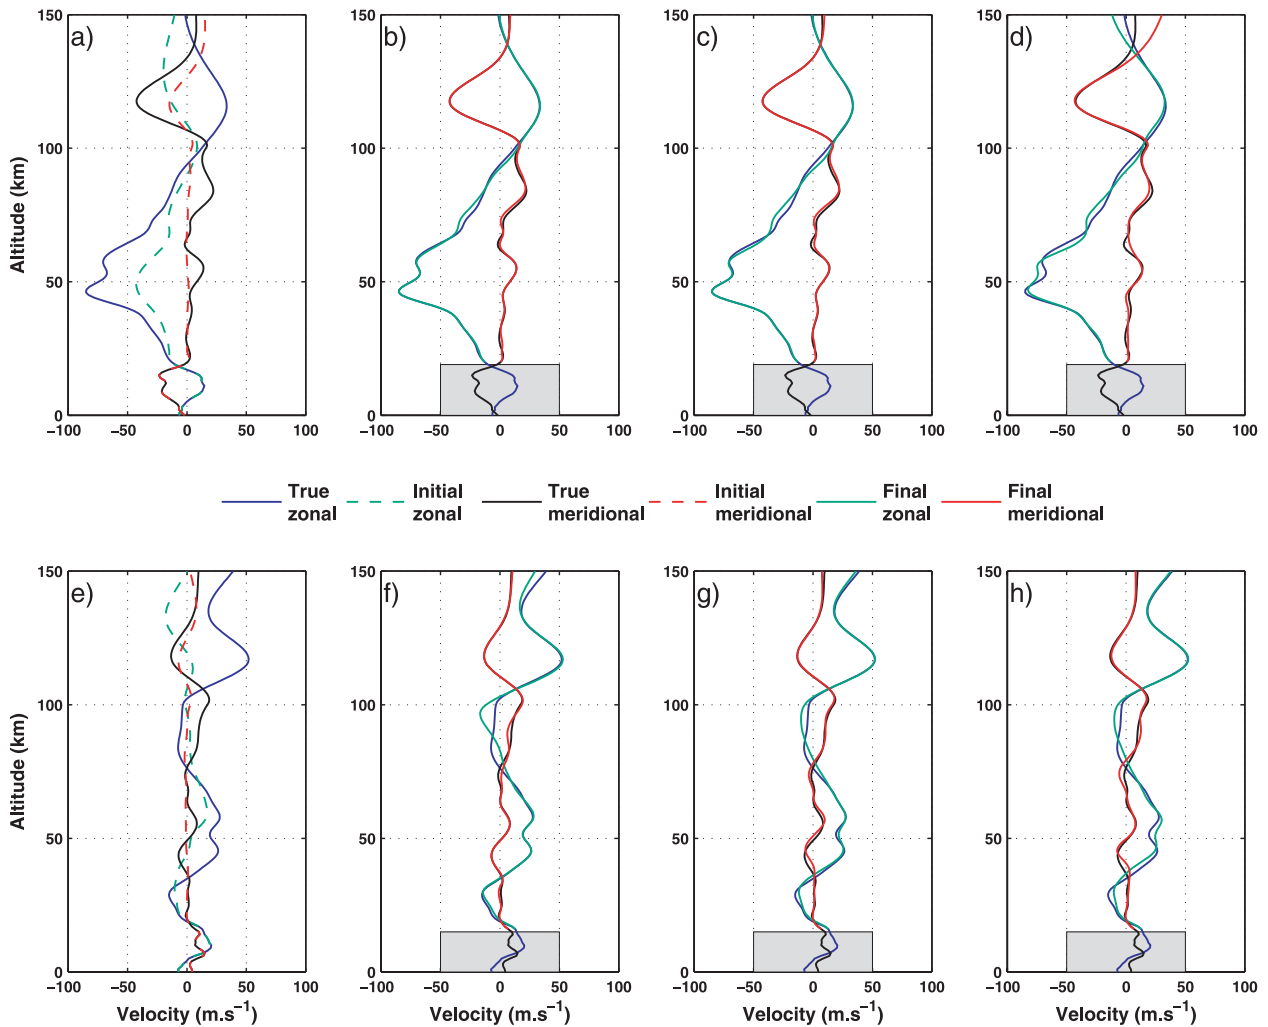 a)
b)
c)
d)
150
100
50
0
Altitude (km)
−100 −50 0 50 100
150
100
50
0
−100 −50 0 50 100
150
100
50
0
−100 −50 0 50 100
150
100
50
0
−100 −50 0 50 100
True zonal
Initial zonal
True meridional
Initial meridional
Final zonal
Final meridional
e)
f)
g)
h)
150
100
50
0
Altitude (km)
−100 −50 0 50 100
Velocity (m.s⁻¹)
150
100
50
0
−100 −50 0 50 100
Velocity (m.s⁻¹)
150
100
50
0
−100 −50 0 50 100
Velocity (m.s⁻¹)
150
100
50
0
−100 −50 0 50 100
Velocity (m.s⁻¹)